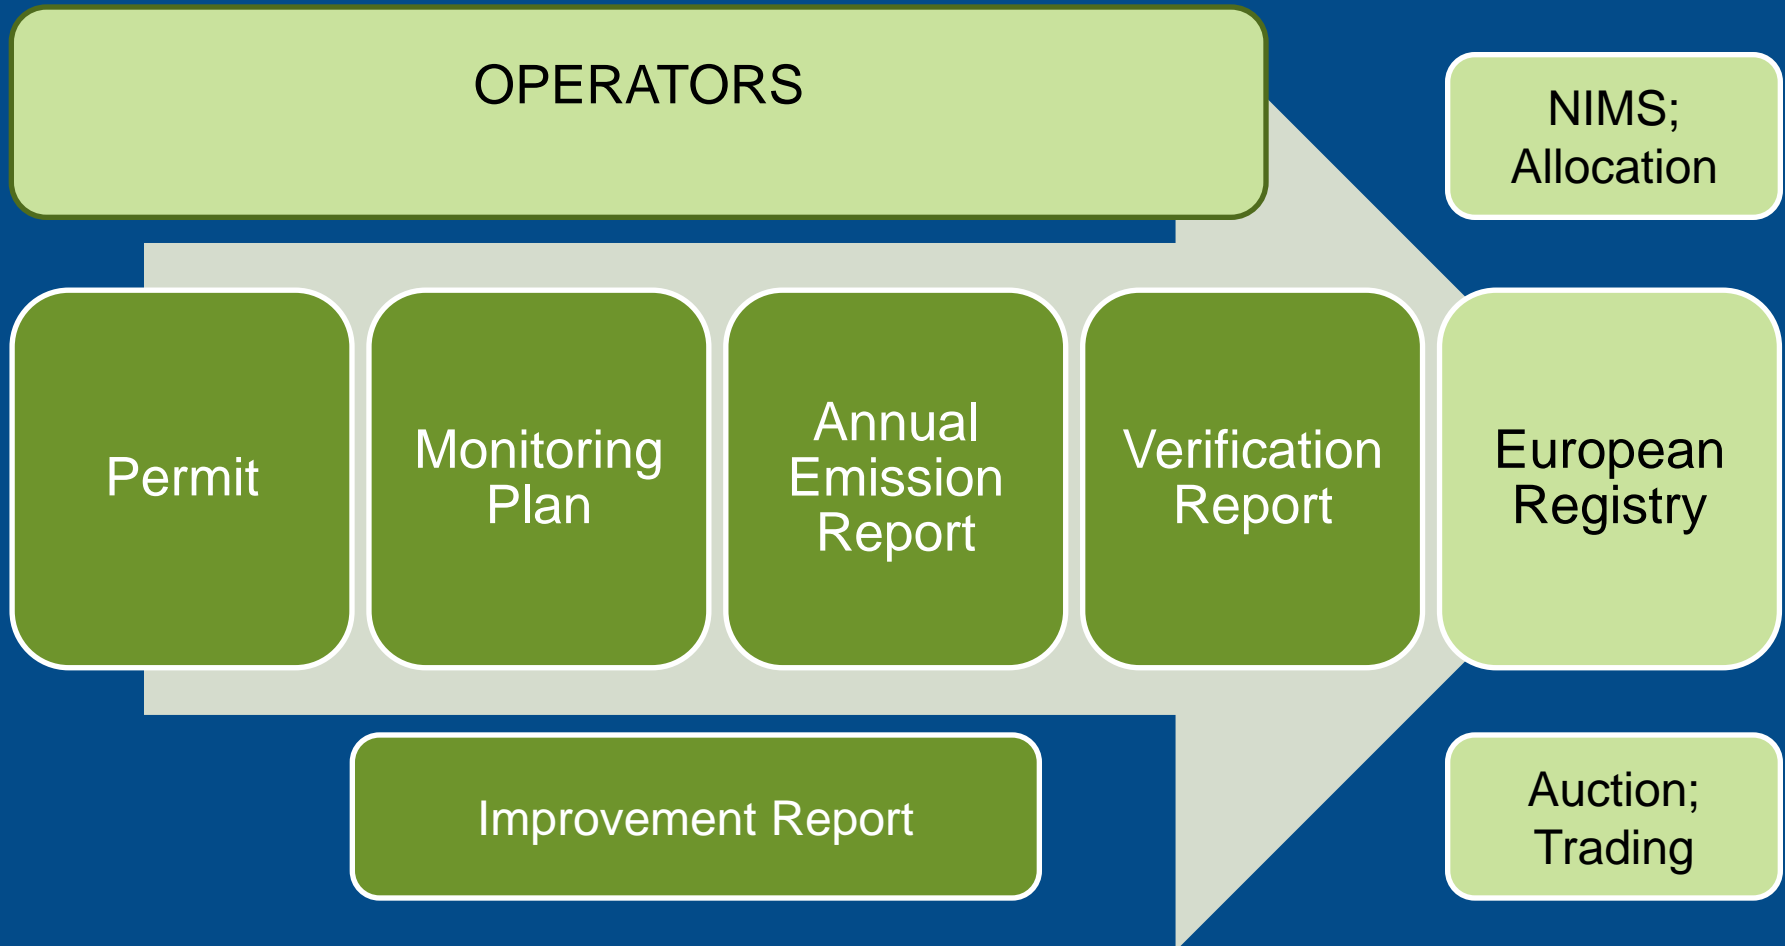 OPERATORS
NIMS;
Allocation
Permit
Monitoring
Plan
Annual
Emission
Report
Verification
Report
European
Registry
Improvement Report
Auction;
Trading